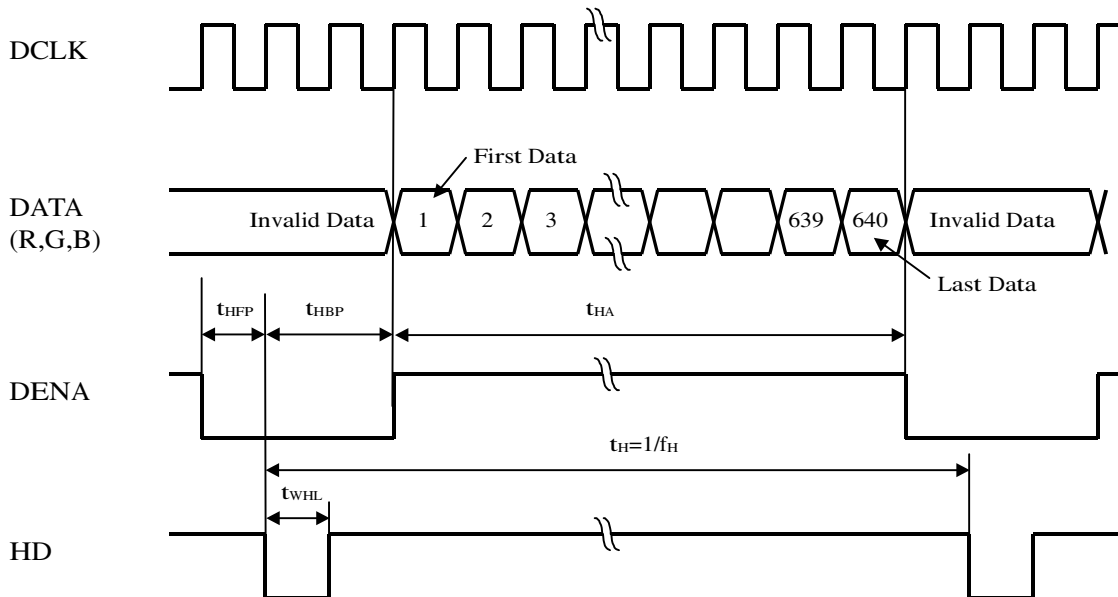 DCLK
First Data
DATA
(R,G,B)
Invalid Data
1
2
3
639
640
Invalid Data
Last Data
tHFP
tHBP
tHA
DENA
tH=1/fH
tWHL
HD